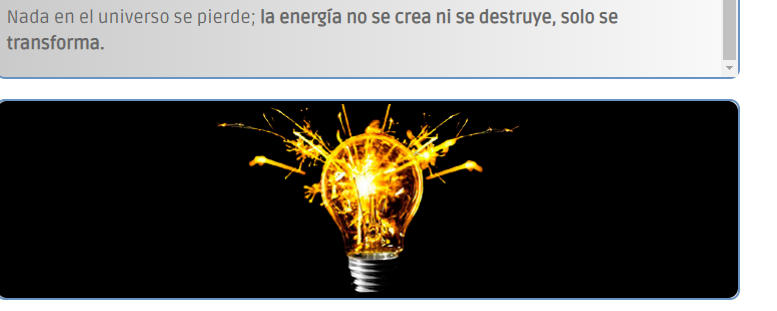 Nada en el universo se pierde; la energía no se crea ni se destruye, solo se
transforma.